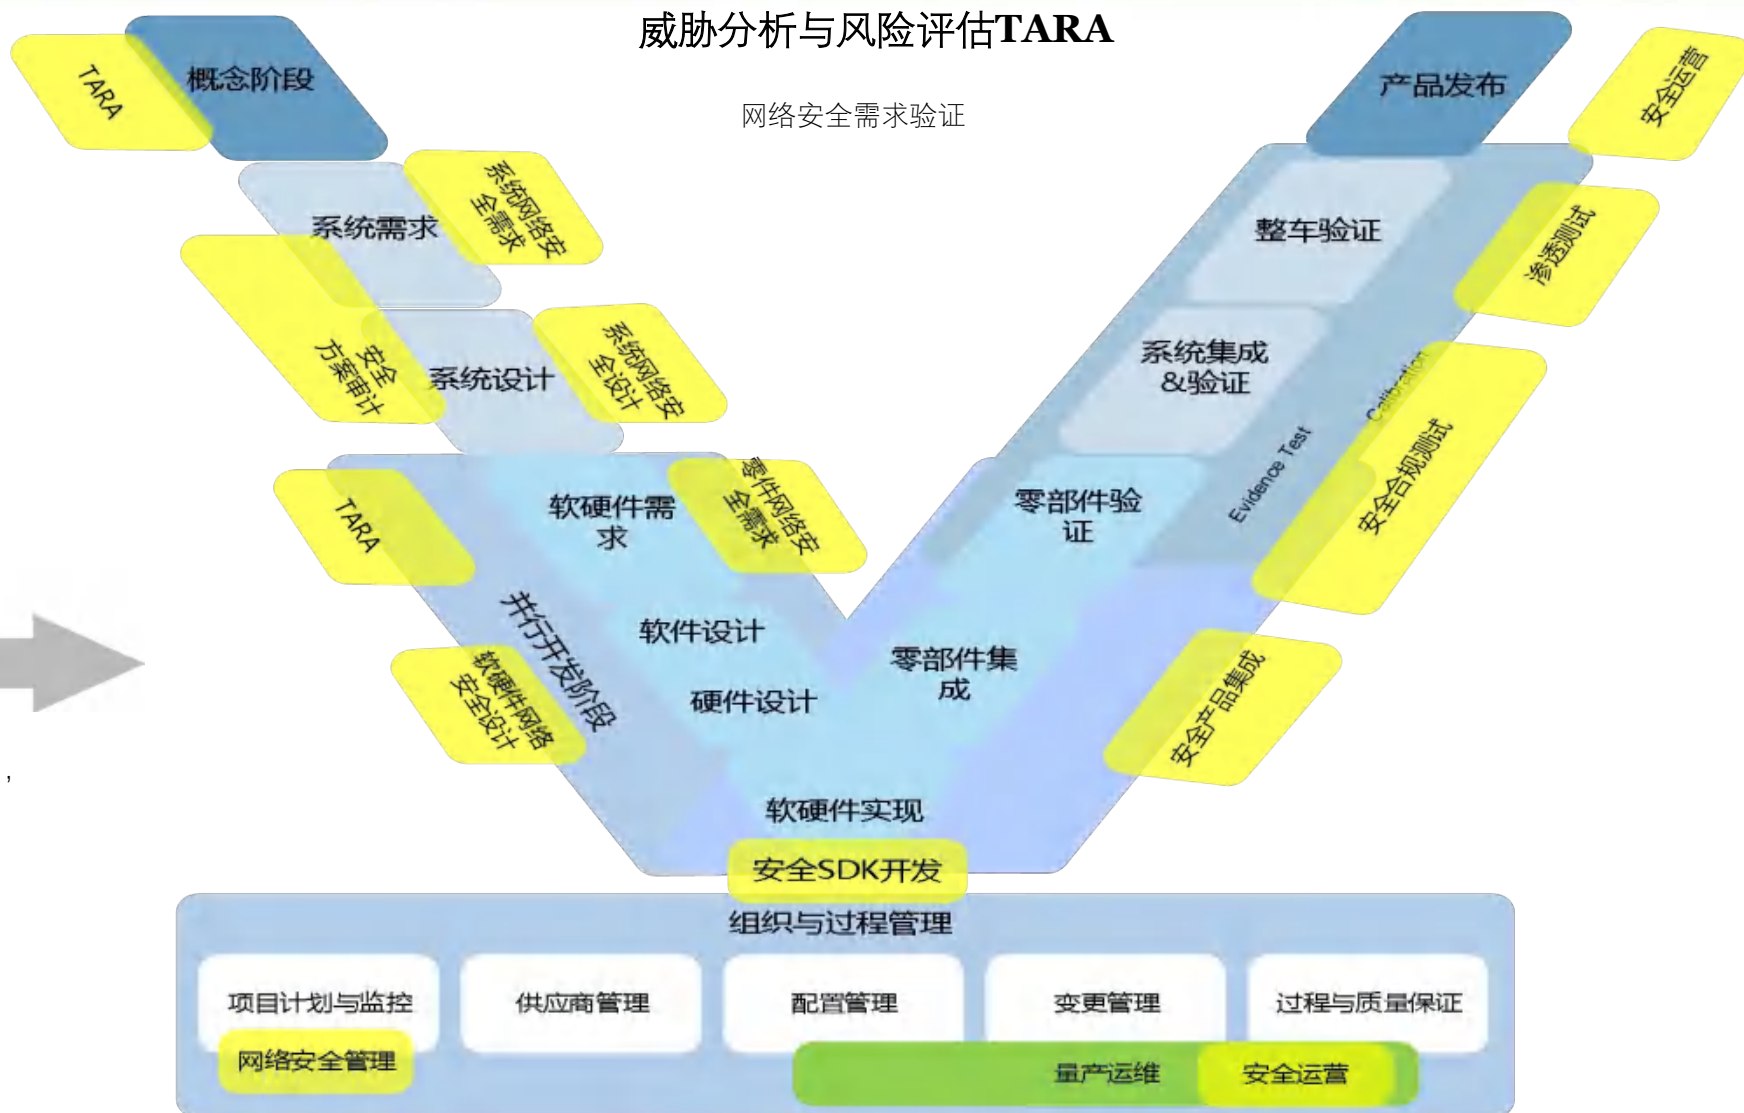 威胁分析与风险评估TARA
网络安全需求验证
TARA
概念阶段
产品发布
安全运营
系统需求
系统网络安
全需求
整车验证
渗透测试
安全
方案审计
系统设计
系统网络安
全设计
系统集成
&验证
Calibration
Evidence Test
安全合规测试
TARA
软硬件需
求
零件网络安
全需求
零部件验
证
并行开发阶段
软件设计
硬件设计
零部件集
成
软硬件网络
安全设计
安全产品集成
,
软硬件实现
安全SDK开发
组织与过程管理
项目计划与监控
供应商管理
配置管理
变更管理
过程与质量保证
网络安全管理
量产运维
安全运营